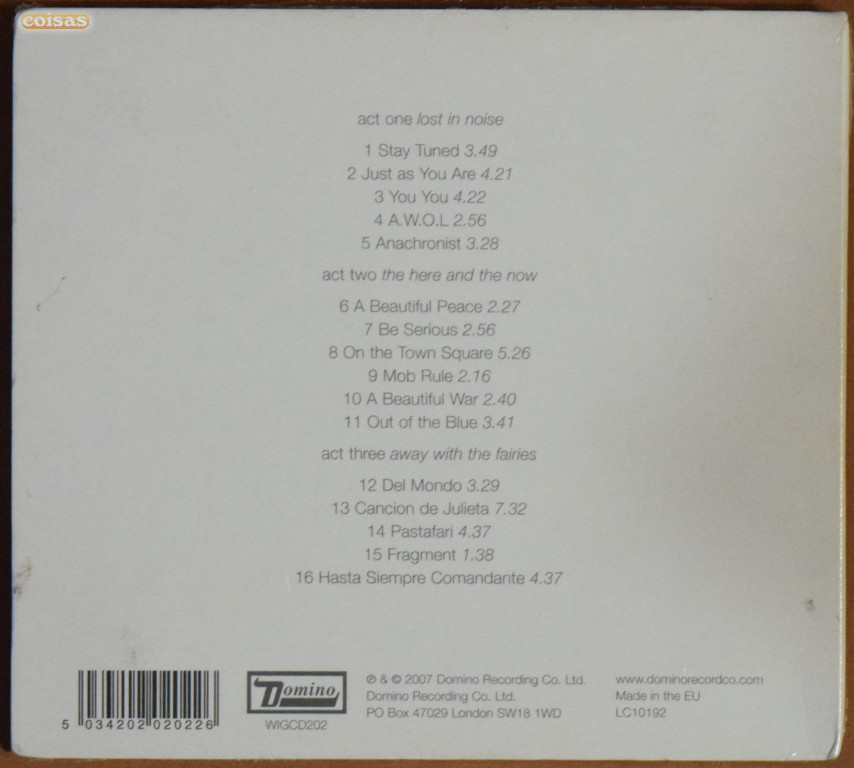 coisas
act one lost in noise
1 Stay Tuned 3.49
2 Just as You Are 4.21
3 You You 4.22
4 A.W.O.L 2.56
5 Anachronist 3.28
act two the here and the now
6 A Beautiful Peace 2.27
7 Be Serious 2.56
8 On the Town Square 5.26
9 Mob Rule 2.16
10 A Beautiful War 2.40
11 Out of the Blue 3.41
act three away with the fairies
12 Del Mondo 3.29
13 Cancion de Julieta 7.32
14 Pastafari 4.37
15 Fragment 1.38
16 Hasta Siempre Comandante 4.37
5 034202 020226
Domino
WIGCD202
℗ & © 2007 Domino Recording Co. Ltd.
Domino Recording Co. Ltd.
PO Box 47029 London SW18 1WD
www.dominorecordco.com
Made in the EU
LC10192